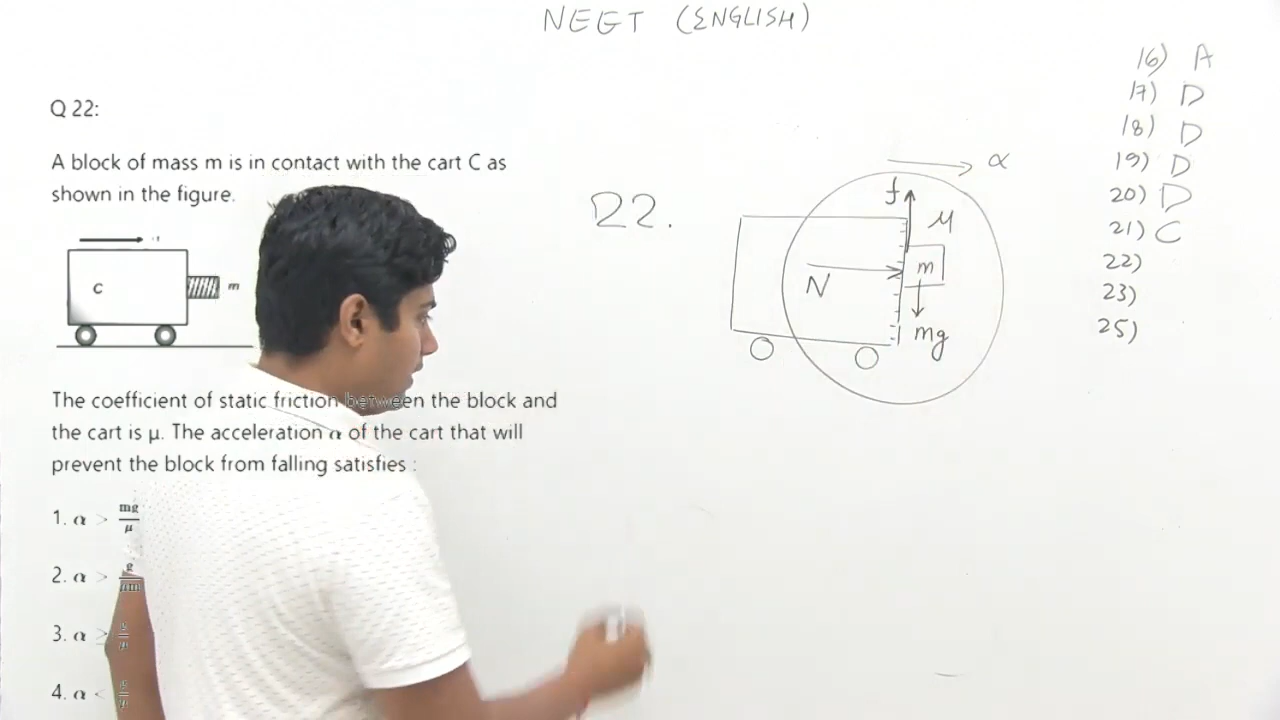 NEET (ENGLISH)
Q 22:
A block of mass m is in contact with the cart C as
shown in the figure.
C
m
The coefficient of static friction between the block and
the cart is μ. The acceleration α of the cart that will
prevent the block from falling satisfies :
1. α > mg/μ
2. α > g/μm
3. α ≥ g/μ
4. α < g/μ
22.
α
f
μ
m
N
mg
16) A
17) D
18) D
19) D
20) D
21) C
22)
23)
25)